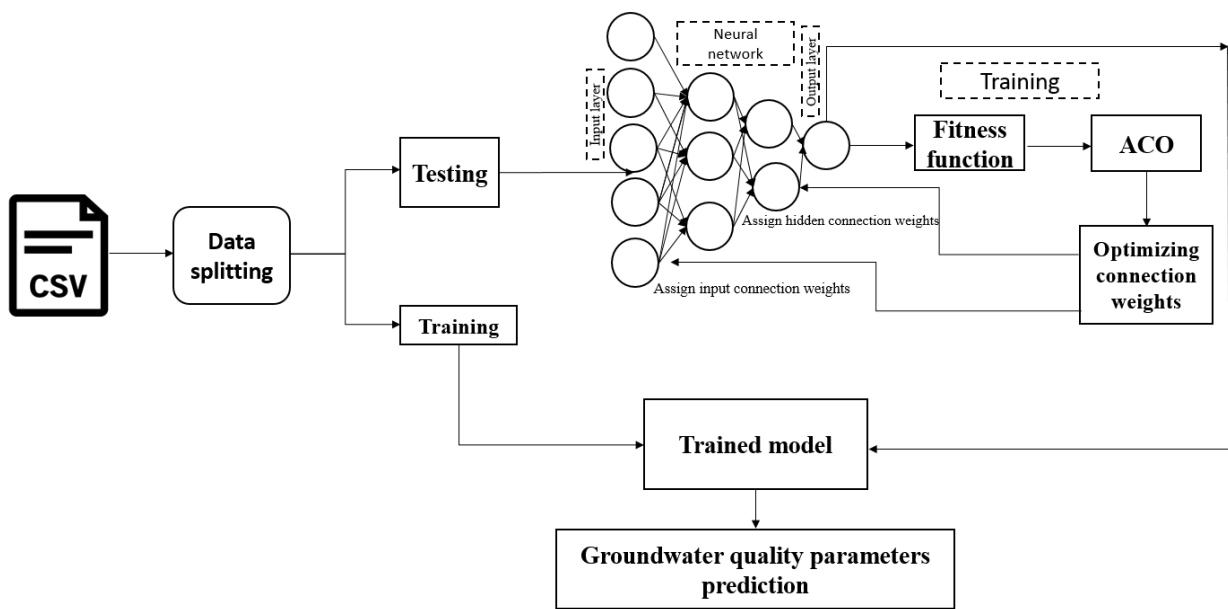 Neural
network
Input layer
Output layer
Training
Testing
Fitness
function
ACO
CSV
Data
splitting
Assign hidden connection weights
Optimizing
connection
weights
Assign input connection weights
Training
Trained model
Groundwater quality parameters
prediction